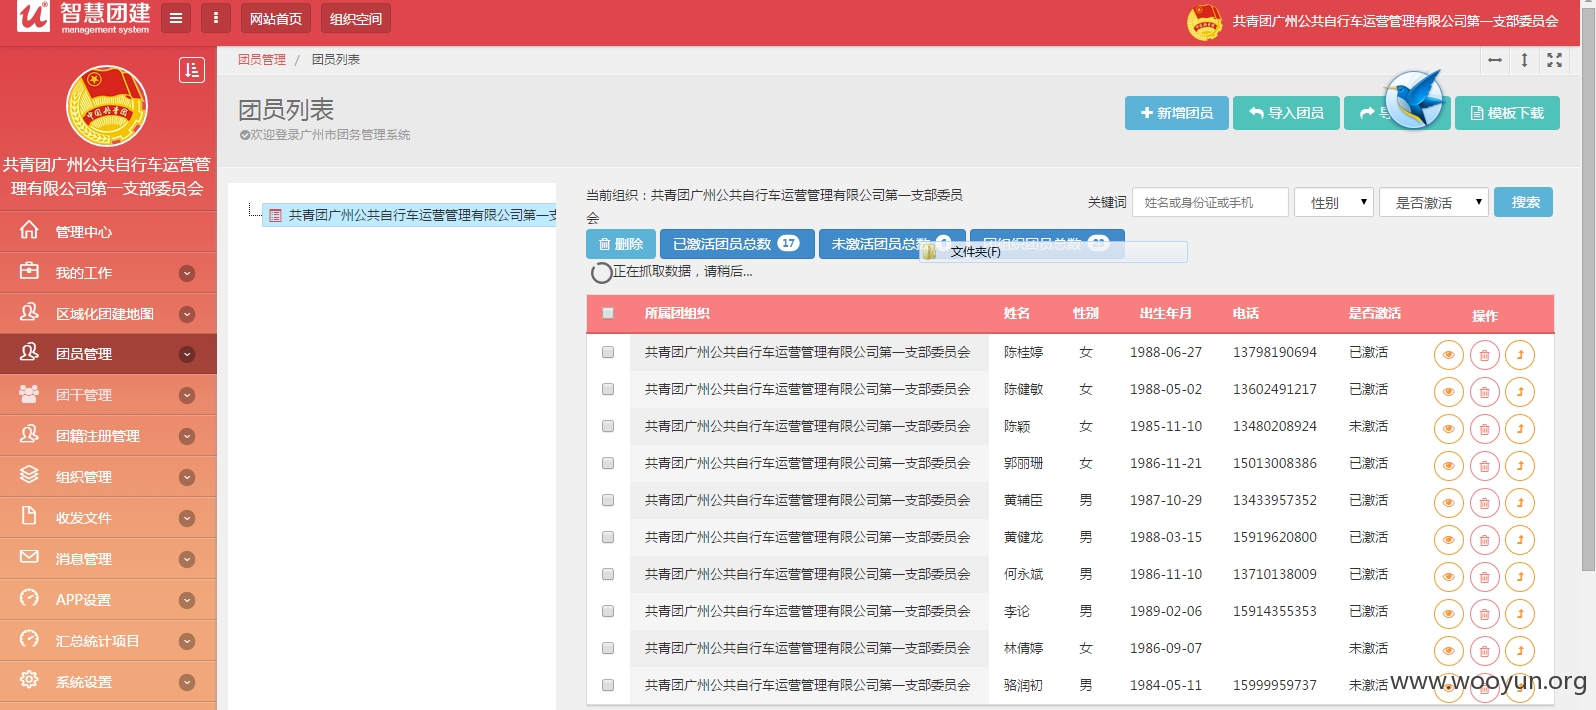 智慧团建
management system
网站首页
组织空间
共青团广州公共自行车运营管理有限公司第一支部委员会
共青团广州公共自行车运营管
理有限公司第一支部委员会
管理中心
我的工作
区域化团建地图
团员管理
团干管理
团籍注册管理
组织管理
收发文件
消息管理
APP设置
汇总统计项目
系统设置
团员管理 / 团员列表
团员列表
欢迎登录广州市团务管理系统
新增团员
导入团员
模板下载
共青团广州公共自行车运营管理有限公司第一支
当前组织：共青团广州公共自行车运营管理有限公司第一支部委员
会
关键词 姓名或身份证或手机 性别 是否激活 搜索
删除 已激活团员总数 17 未激活团员总数 团组织团员总数
文件夹(F)
正在抓取数据，请稍后...
所属团组织 姓名 性别 出生年月 电话 是否激活 操作
共青团广州公共自行车运营管理有限公司第一支部委员会 陈桂婷 女 1988-06-27 13798190694 已激活
共青团广州公共自行车运营管理有限公司第一支部委员会 陈健敏 女 1988-05-02 13602491217 已激活
共青团广州公共自行车运营管理有限公司第一支部委员会 陈颖 女 1985-11-10 13480208924 未激活
共青团广州公共自行车运营管理有限公司第一支部委员会 郭丽珊 女 1986-11-21 15013008386 已激活
共青团广州公共自行车运营管理有限公司第一支部委员会 黄辅臣 男 1987-10-29 13433957352 已激活
共青团广州公共自行车运营管理有限公司第一支部委员会 黄健龙 男 1988-03-15 15919620800 已激活
共青团广州公共自行车运营管理有限公司第一支部委员会 何永斌 男 1986-11-10 13710138009 已激活
共青团广州公共自行车运营管理有限公司第一支部委员会 李论 男 1989-02-06 15914355353 已激活
共青团广州公共自行车运营管理有限公司第一支部委员会 林倩婷 女 1986-09-07 未激活
共青团广州公共自行车运营管理有限公司第一支部委员会 骆润初 男 1984-05-11 15999959737 未激活
www.wooyun.org